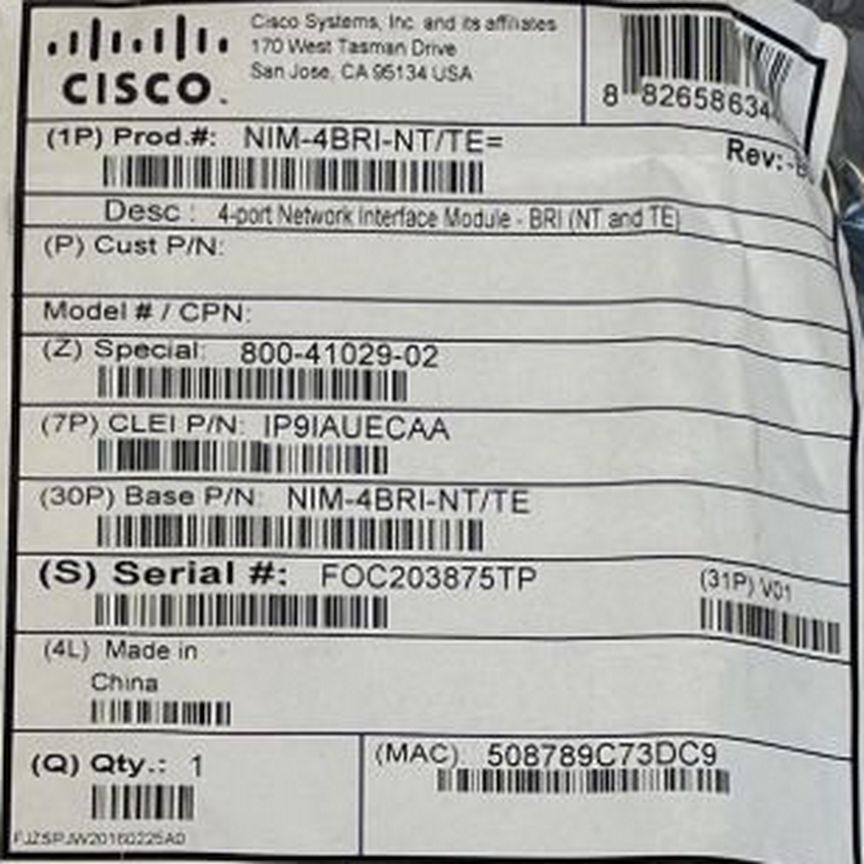 Cisco Systems, Inc. and its affiliates
170 West Tasman Drive
San Jose, CA 95134 USA
CISCO.
8 82658634
(1P) Prod.#: NIM-4BRI-NT/TE=
Rev:
Desc : 4-port Network Interface Module - BRI (NT and TE)
(P) Cust P/N:
Model # / CPN:
(Z) Special: 800-41029-02
(7P) CLEI P/N: IP9IAUECAA
(30P) Base P/N: NIM-4BRI-NT/TE
(S) Serial #: FOC203875TP
(31P) V01
(4L) Made in
China
(Q) Qty.: 1
(MAC): 508789C73DC9